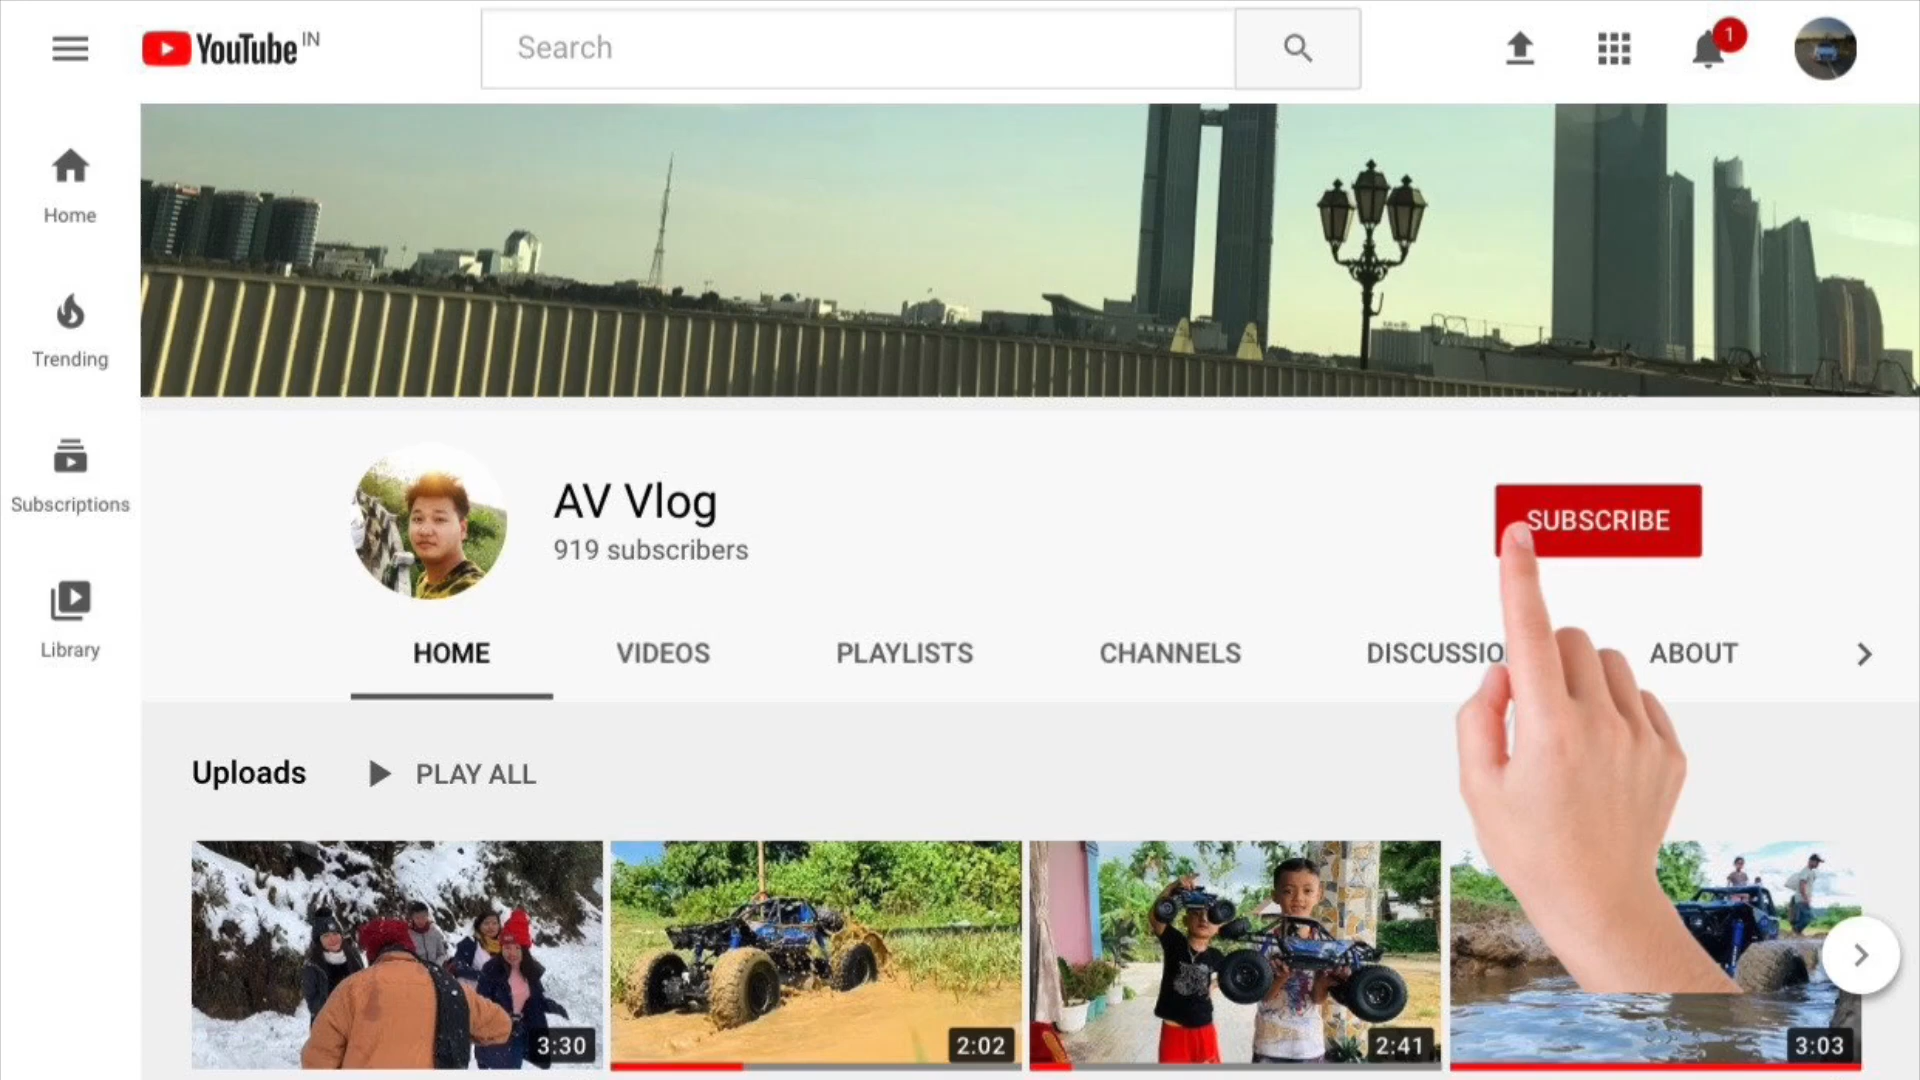 YouTube IN
Search
1
Home
Trending
Subscriptions
Library
AV Vlog
919 subscribers
SUBSCRIBE
HOME VIDEOS PLAYLISTS CHANNELS DISCUSSIO ABOUT
Uploads PLAY ALL
3:30 2:02 2:41 3:03